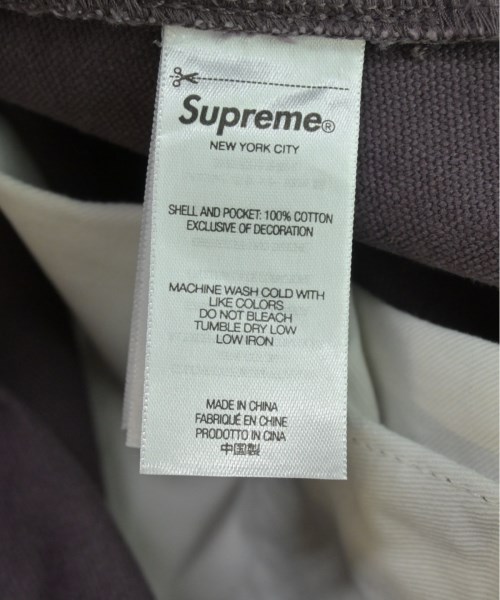 Supreme®
NEW YORK CITY
SHELL AND POCKET: 100% COTTON
EXCLUSIVE OF DECORATION
MACHINE WASH COLD WITH
LIKE COLORS
DO NOT BLEACH
TUMBLE DRY LOW
LOW IRON
MADE IN CHINA
FABRIQUÉ EN CHINE
PRODOTTO IN CINA
中国製